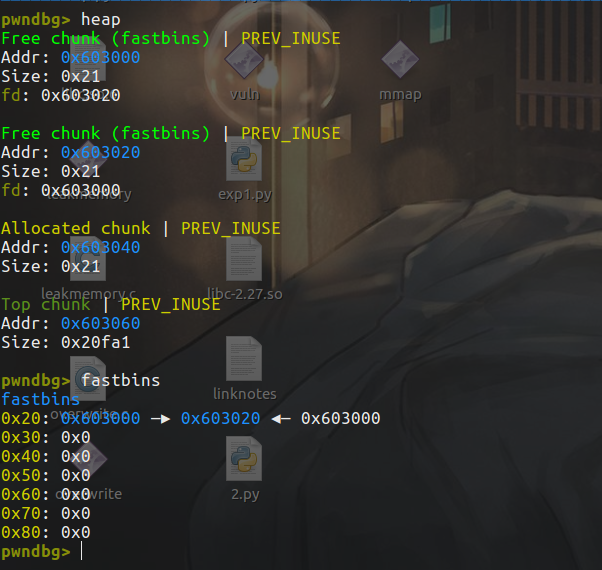 pwndbg> heap
Free chunk (fastbins) | PREV_INUSE
Addr: 0x603000
Size: 0x21
fd: 0x603020
vuln
mmap
Free chunk (fastbins) | PREV_INUSE
Addr: 0x603020
Size: 0x21
fd: 0x603000
leakmemory
exp1.py
Allocated chunk | PREV_INUSE
Addr: 0x603040
Size: 0x21
leakmemory.c
libc-2.27.so
Top chunk | PREV_INUSE
Addr: 0x603060
Size: 0x20fa1
pwndbg> fastbins
linknotes
fastbins
0x20: 0x603000 —▸ 0x603020 ◂— 0x603000
0x30: 0x0
0x40: 0x0
0x50: 0x0
0x60: 0x0
overwrite
2.py
0x70: 0x0
0x80: 0x0
pwndbg>